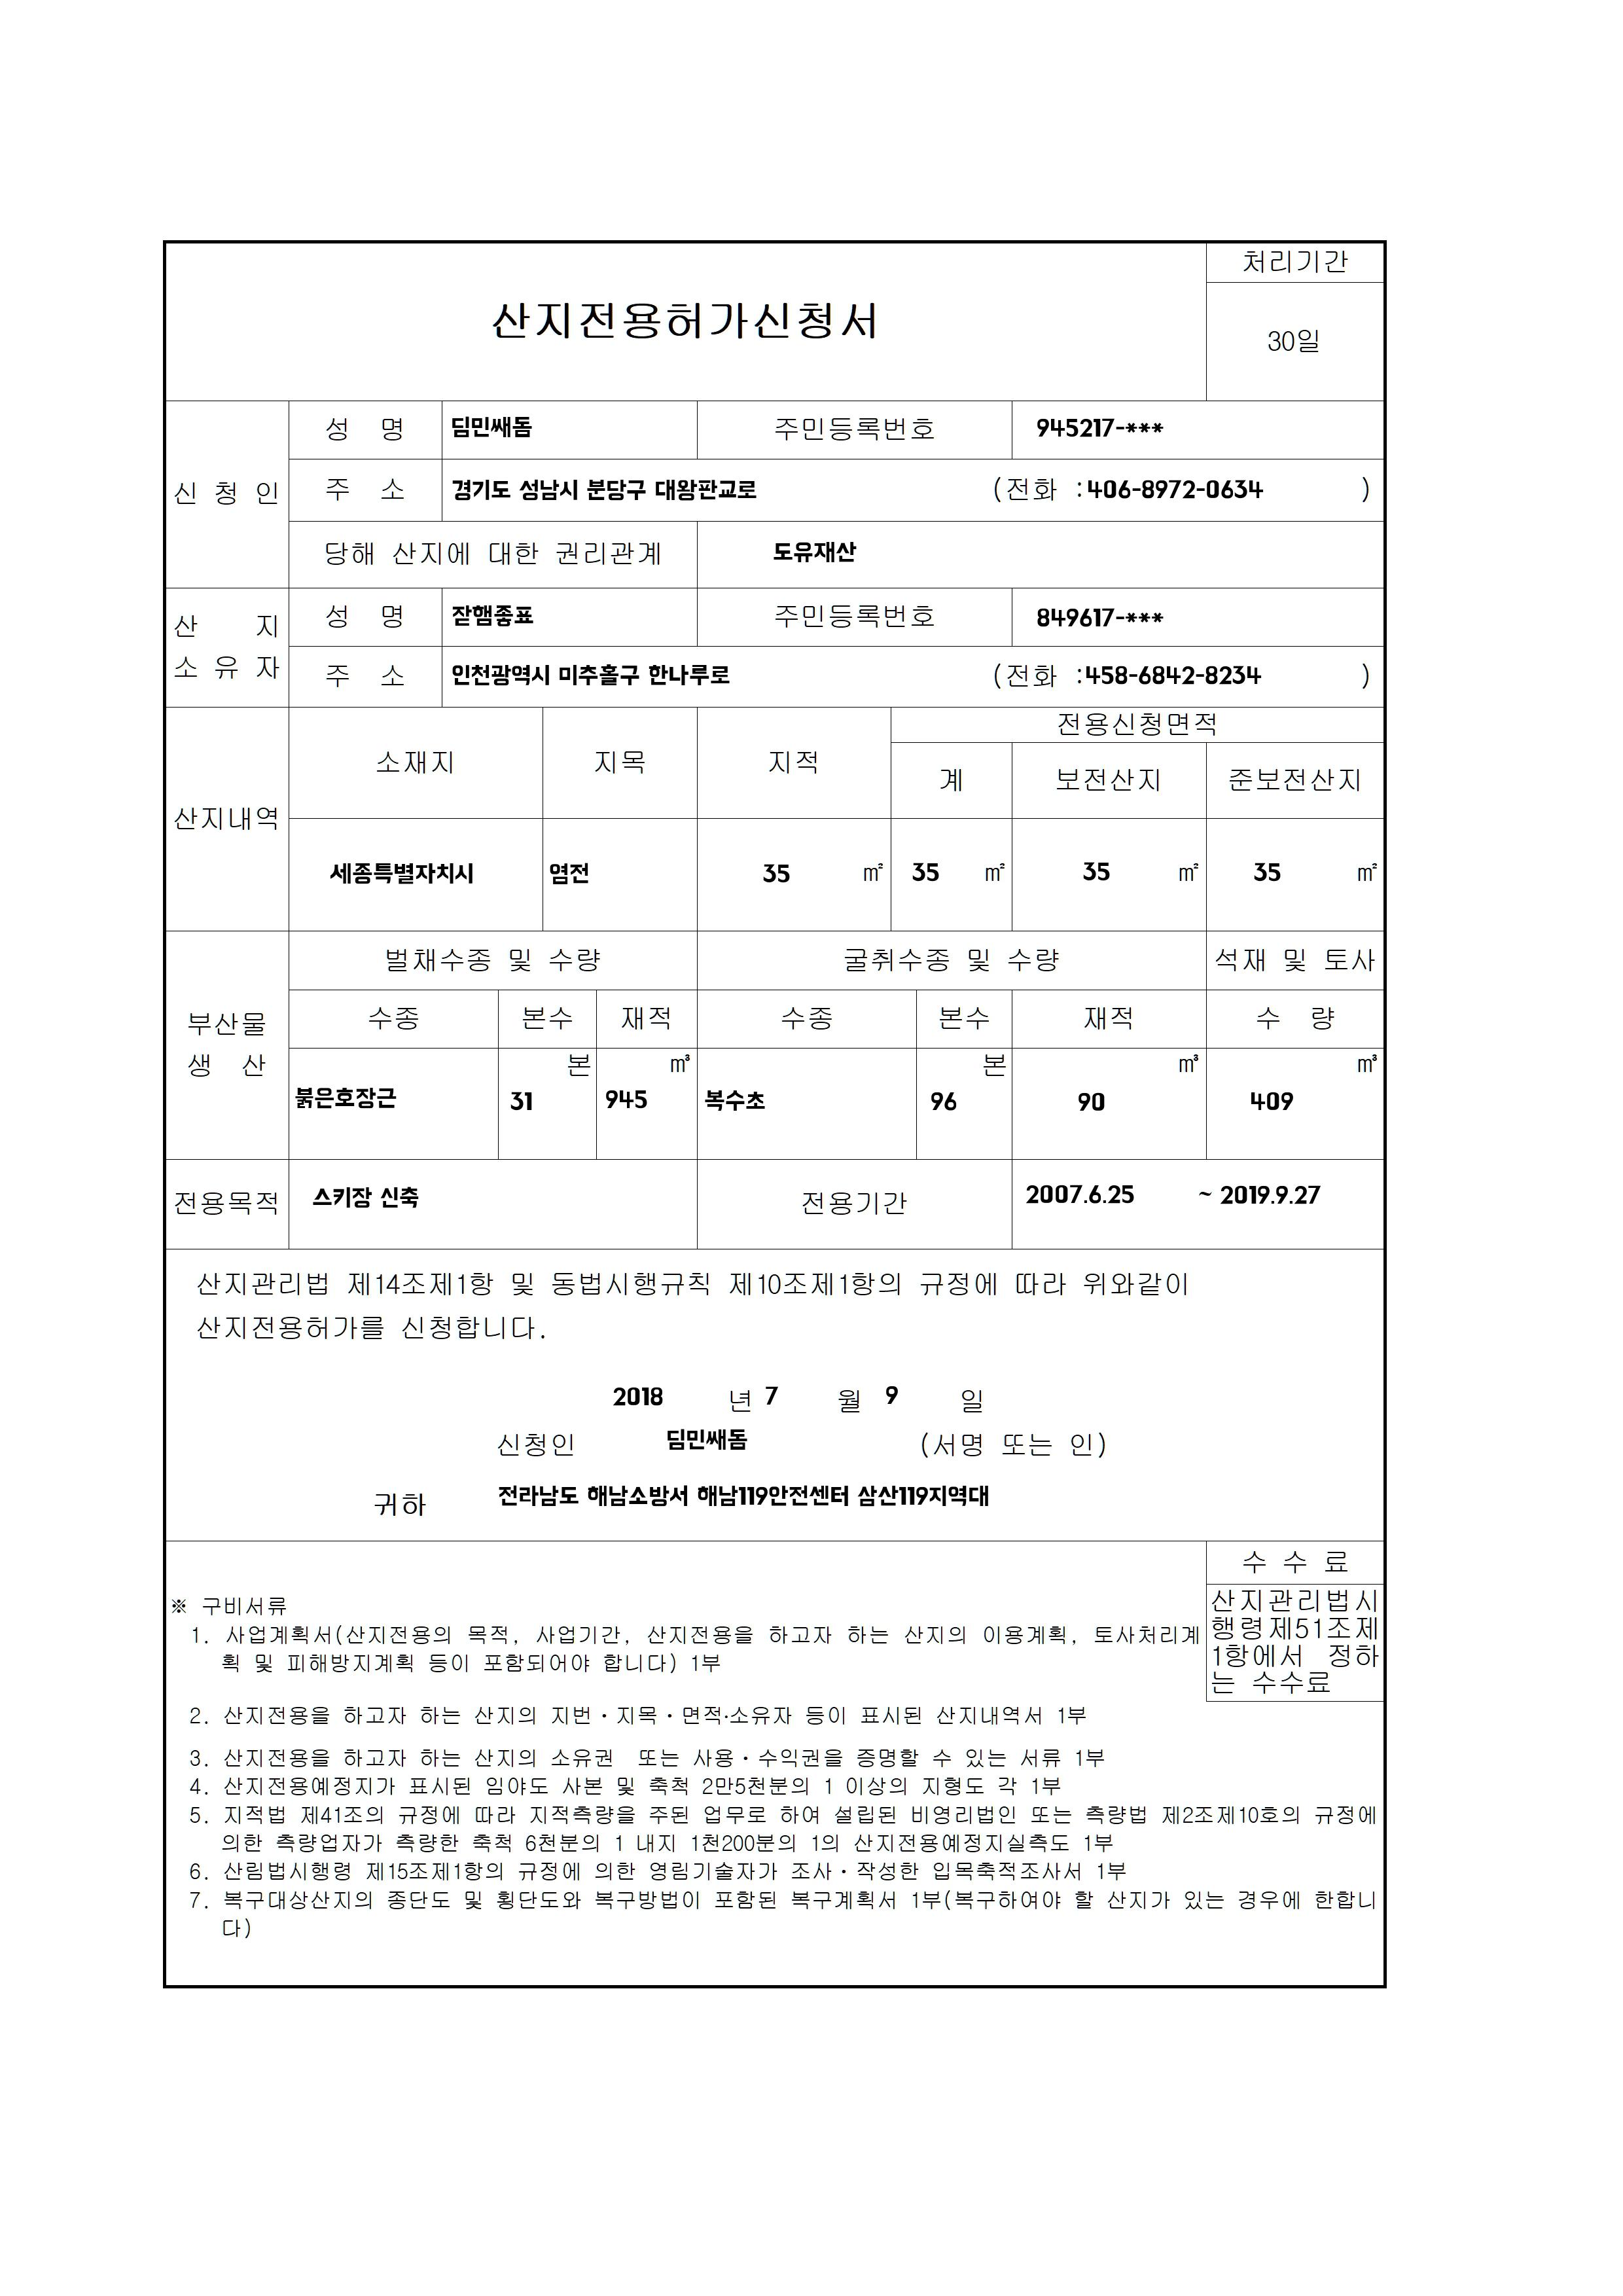 처리기간
산지전용허가신청서
30일
신 청 인
성 명 딤민쌔돔 주민등록번호 945217-***
주 소 경기도 성남시 분당구 대왕판교로 (전화 :406-8972-0634 )
당해 산지에 대한 권리관계 도유재산
산 지
소 유 자
성 명 잗햄종표 주민등록번호 849617-***
주 소 인천광역시 미추홀구 한나루로 (전화 :458-6842-8234 )
산지내역
소재지 지목 지적 전용신청면적
계 보전산지 준보전산지
세종특별자치시 염전 35 ㎡ 35 ㎡ 35 ㎡ 35 ㎡
부산물
생 산
벌채수종 및 수량 굴취수종 및 수량 석재 및 토사
수종 본수 재적 수종 본수 재적 수 량
본 ㎥ 본 ㎥ ㎥
붉은호장근 31 945 복수초 96 90 409
전용목적 스키장 신축 전용기간 2007.6.25 ~ 2019.9.27
산지관리법 제14조제1항 및 동법시행규칙 제10조제1항의 규정에 따라 위와같이
산지전용허가를 신청합니다.
2018 년 7 월 9 일
신청인 딤민쌔돔 (서명 또는 인)
귀하 전라남도 해남소방서 해남119안전센터 삼산119지역대
수 수 료
산지관리법시
행령제51조제
1항에서 정하
는 수수료
※ 구비서류
1. 사업계획서(산지전용의 목적, 사업기간, 산지전용을 하고자 하는 산지의 이용계획, 토사처리계
획 및 피해방지계획 등이 포함되어야 합니다) 1부
2. 산지전용을 하고자 하는 산지의 지번·지목·면적·소유자 등이 표시된 산지내역서 1부
3. 산지전용을 하고자 하는 산지의 소유권 또는 사용·수익권을 증명할 수 있는 서류 1부
4. 산지전용예정지가 표시된 임야도 사본 및 축척 2만5천분의 1 이상의 지형도 각 1부
5. 지적법 제41조의 규정에 따라 지적측량을 주된 업무로 하여 설립된 비영리법인 또는 측량법 제2조제10호의 규정에
의한 측량업자가 측량한 축척 6천분의 1 내지 1천200분의 1의 산지전용예정지실측도 1부
6. 산림법시행령 제15조제1항의 규정에 의한 영림기술자가 조사·작성한 입목축적조사서 1부
7. 복구대상산지의 종단도 및 횡단도와 복구방법이 포함된 복구계획서 1부(복구하여야 할 산지가 있는 경우에 한합니
다)